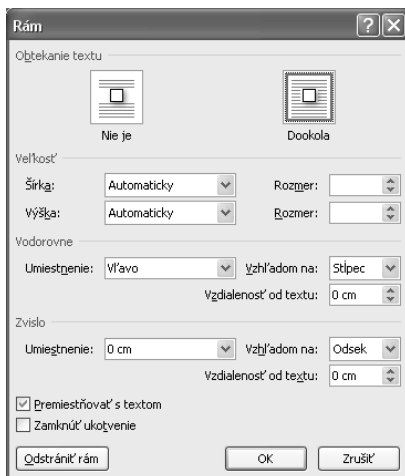 Rám
Obtekanie textu
Nie je Dookola
Veľkosť
Šírka: Automaticky Rozmer:
Výška: Automaticky Rozmer:
Vodorovne
Umiestnenie: Vľavo Vzhľadom na: Stĺpec
Vzdialenosť od textu: 0 cm
Zvislo
Umiestnenie: 0 cm Vzhľadom na: Odsek
Vzdialenosť od textu: 0 cm
Premiestňovať s textom
Zamknúť ukotvenie
Odstrániť rám OK Zrušiť